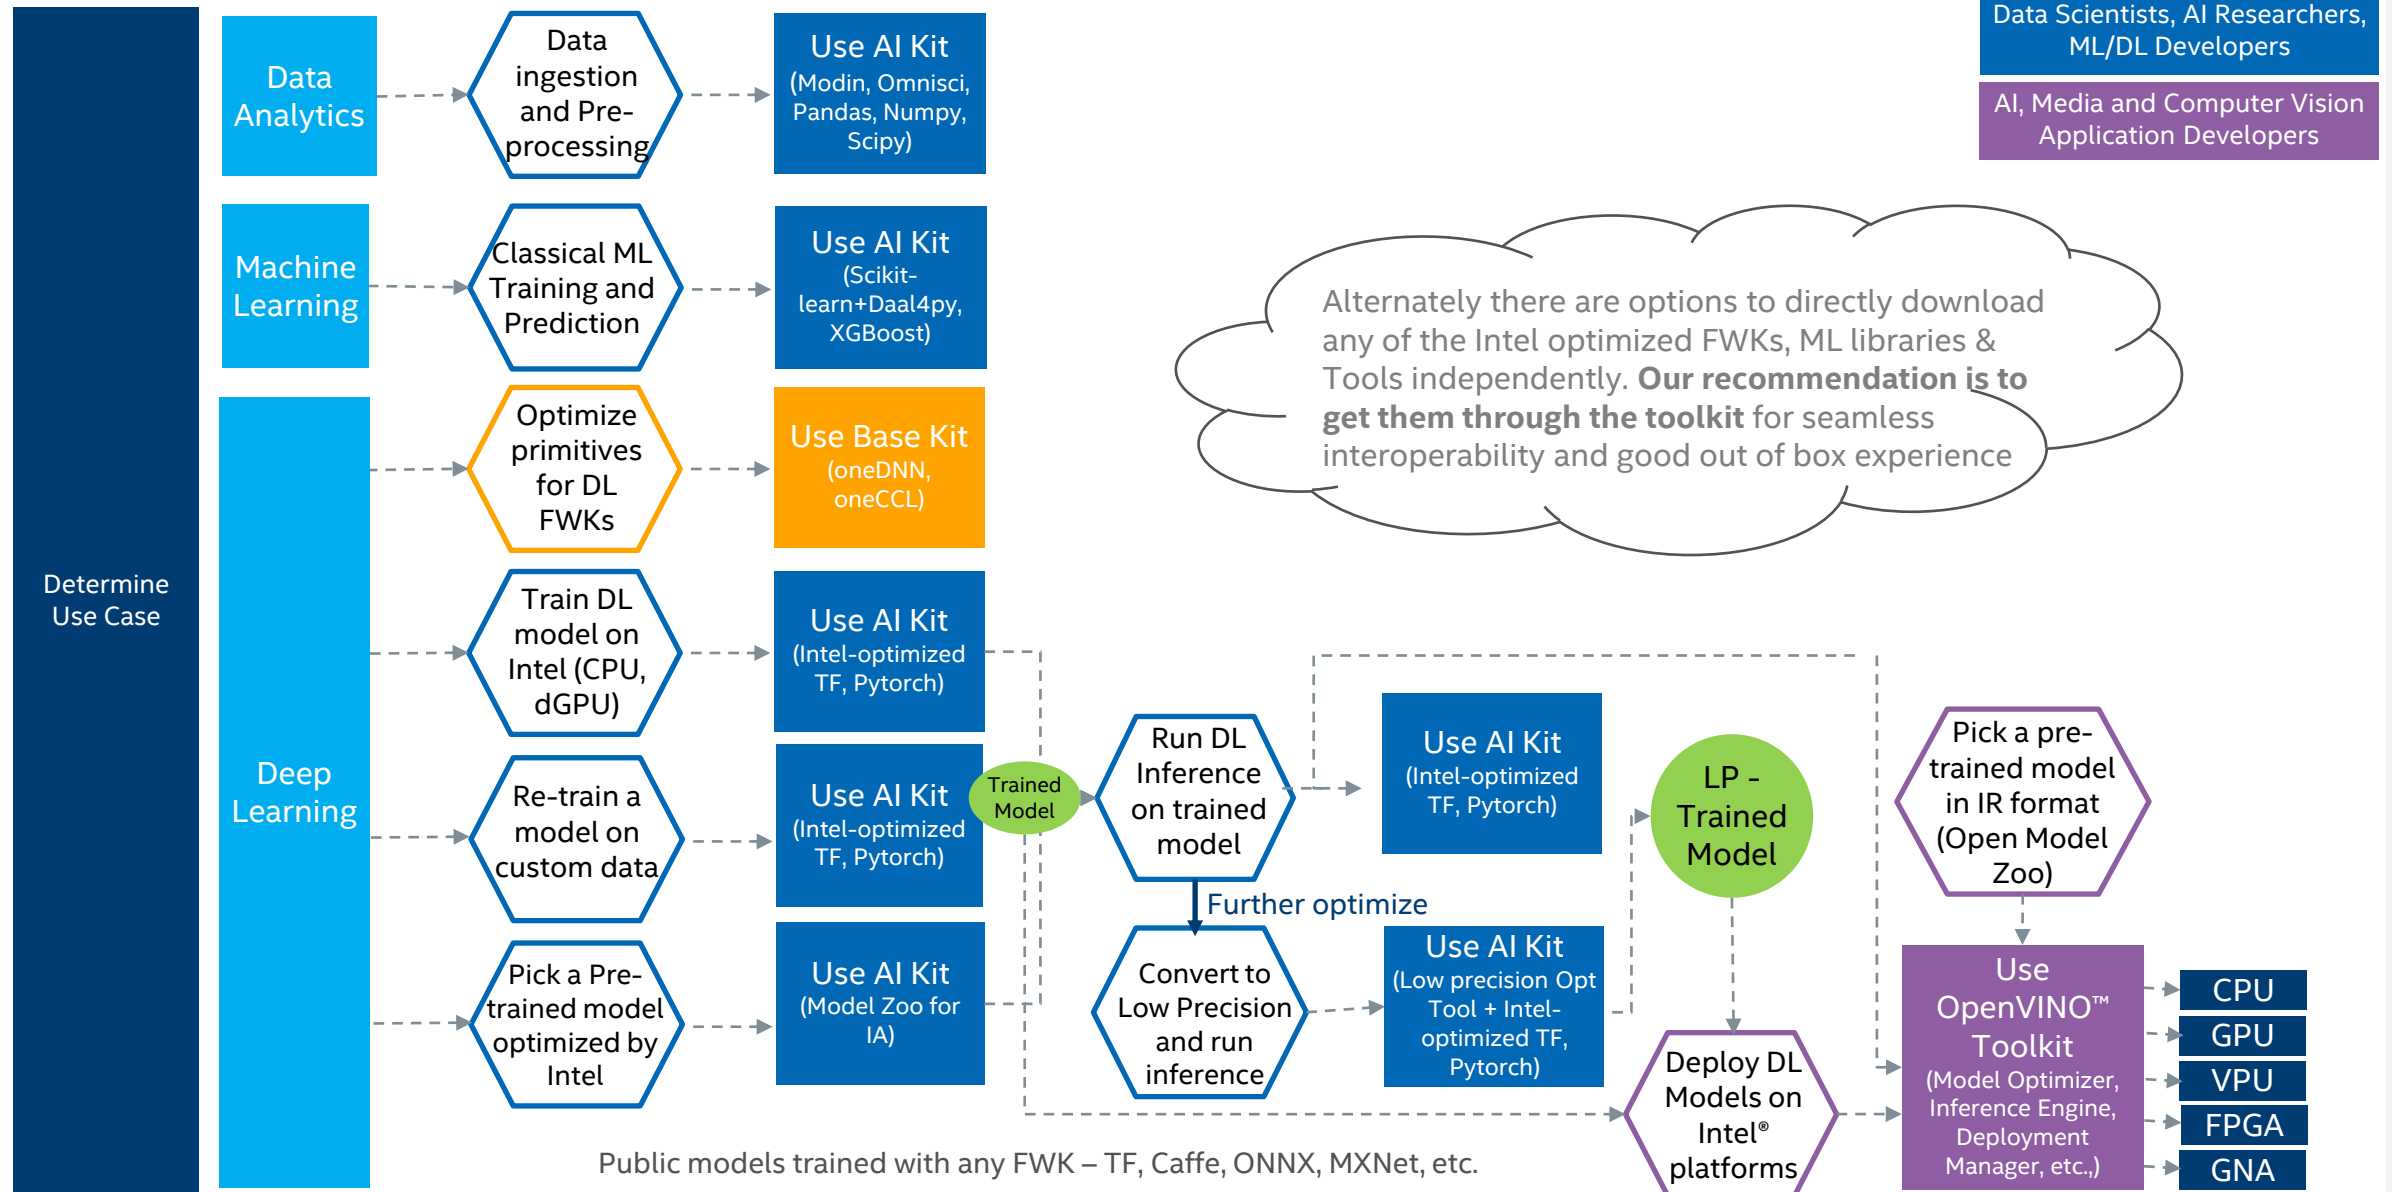 Data Scientists, AI Researchers,
ML/DL Developers
AI, Media and Computer Vision
Application Developers
Determine
Use Case
Data
Analytics
Data
ingestion
and Pre-
processing
Use AI Kit
(Modin, Omnisci,
Pandas, Numpy,
Scipy)
Machine
Learning
Classical ML
Training and
Prediction
Use AI Kit
(Scikit-
learn+Daal4py,
XGBoost)
Alternately there are options to directly download
any of the Intel optimized FWKs, ML libraries &
Tools independently. Our recommendation is to
get them through the toolkit for seamless
interoperability and good out of box experience
Deep
Learning
Optimize
primitives
for DL
FWKs
Use Base Kit
(oneDNN,
oneCCL)
Train DL
model on
Intel (CPU,
dGPU)
Use AI Kit
(Intel-optimized
TF, Pytorch)
Re-train a
model on
custom data
Use AI Kit
(Intel-optimized
TF, Pytorch)
Pick a Pre-
trained model
optimized by
Intel
Use AI Kit
(Model Zoo for
IA)
Trained
Model
Run DL
Inference
on trained
model
Use AI Kit
(Intel-optimized
TF, Pytorch)
Further optimize
Convert to
Low Precision
and run
inference
Use AI Kit
(Low precision Opt
Tool + Intel-
optimized TF,
Pytorch)
LP -
Trained
Model
Deploy DL
Models on
Intel®
platforms
Pick a pre-
trained model
in IR format
(Open Model
Zoo)
Use
OpenVINO™
Toolkit
(Model Optimizer,
Inference Engine,
Deployment
Manager, etc.,)
CPU
GPU
VPU
FPGA
GNA
Public models trained with any FWK – TF, Caffe, ONNX, MXNet, etc.